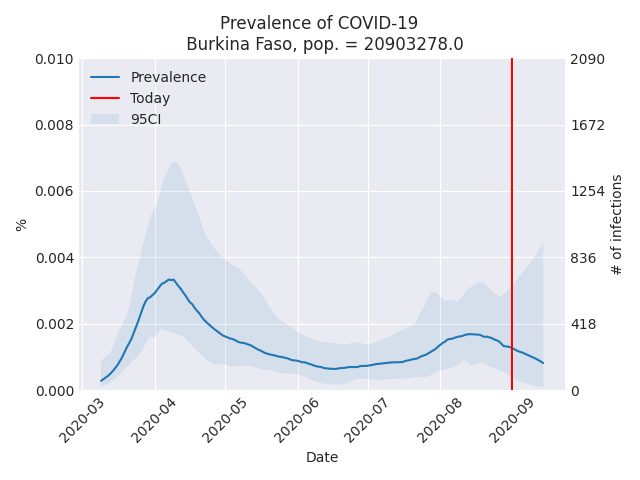 Prevalence of COVID-19
Burkina Faso, pop. = 20903278.0
Prevalence
Today
95CI
0.010
0.008
0.006
0.004
0.002
0.000
%
2090
1672
1254
836
418
0
# of infections
2020-03
2020-04
2020-05
2020-06
2020-07
2020-08
2020-09
Date